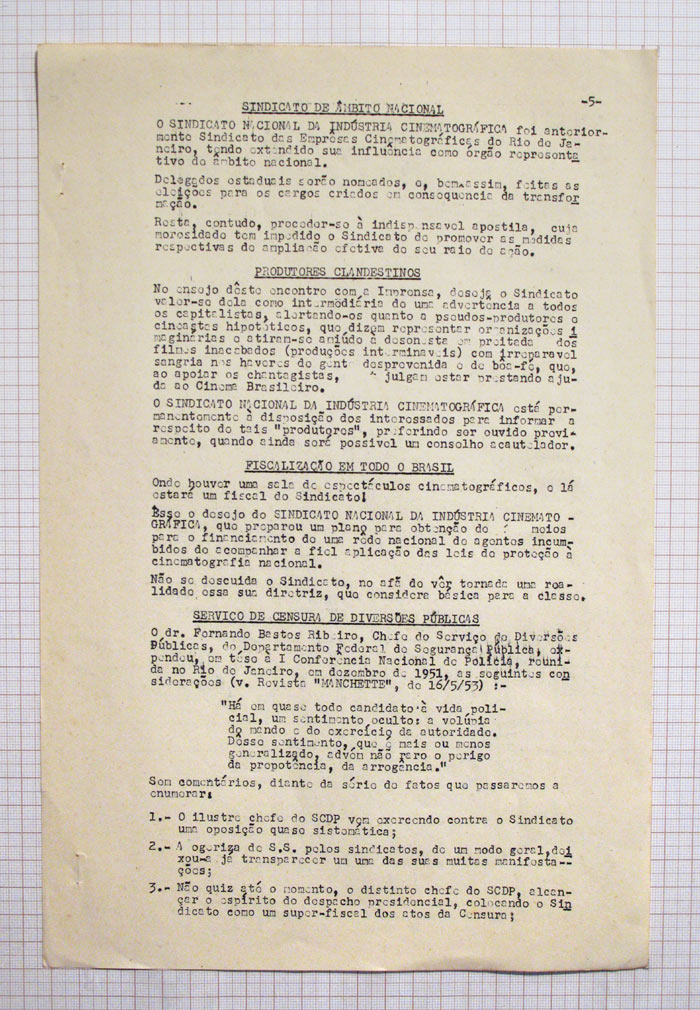 -5-
SINDICATO DE ÂMBITO NACIONAL
O SINDICATO NACIONAL DA INDÚSTRIA CINEMATOGRÁFICA foi anterior-
mente Sindicato das Empresas Cinematográficas do Rio de Ja-
neiro, tendo extendido sua influência como órgão representa
tivo de âmbito nacional.
Delegados estaduais serão nomeados, e, bem assim, feitas as
eleições para os cargos criados em consequencia da transfor
mação.
Resta, contudo, proceder-se à indispensavel apostila, cuja
morosidade tem impedido o Sindicato de promover as medidas
respectivas de ampliação efetiva de seu raio de ação.
PRODUTORES CLANDESTINOS
No ensejo dêste encontro com a Imprensa, deseja o Sindicato
valer-se dela como intermediária de uma advertencia a todos
os capitalistas, alertando-os quanto a pseudos-produtores e
cineastas hipotéticos, que dizem representar organizações i
maginárias e atiram-se amiúdo à desonesta empreitada dos
filmes inacabados (produções interminaveis) com irreparavel
sangria nos haveres de gente desprevenida e de bôa-fé, que,
ao apoiar os chantagistas, julgam estar prestando aju-
da ao Cinema Brasileiro.
O SINDICATO NACIONAL DA INDÚSTRIA CINEMATOGRÁFICA está per-
manentemente à disposição dos interessados para informar a
respeito de tais "produtores", preferindo ser ouvido previ-
amente, quando ainda será possivel um conselho acautelador.
FISCALIZAÇÃO EM TODO O BRASIL
Onde houver uma sala de espectáculos cinematográficos, e lá
estará um fiscal do Sindicato!
Esse o desejo do SINDICATO NACIONAL DA INDÚSTRIA CINEMATO -
GRÁFICA, que preparou um plano para obtenção de meios
para o financiamento de uma rêde nacional de agentes incum-
bidos de acompanhar a fiel aplicação das leis de proteção à
cinematografia nacional.
Não se descuida o Sindicato, no afã de vêr tornada uma rea-
lidade essa sua diretriz, que considera básica para a classe.
SERVIÇO DE CENSURA DE DIVERSÕES PÚBLICAS
O dr. Fernando Bastos Ribeiro, Chefe do Serviço de Diversões
Públicas, do Departamento Federal de Segurança Pública, ex-
pendeu, em tése à I Conferencia Nacional de Policia, reuni-
da no Rio de Janeiro, em dezembro de 1951, as seguintes con
siderações (v. Revista "MANCHETTE", de 16/5/53) :-
"Há em quase todo candidato à vida poli-
cial, um sentimento oculto: a volúpia
do mando e do exercício da autoridade.
Desse sentimento, que é mais ou menos
generalizado, advém não raro o perigo
da prepotência, da arrogância."
Sem comentários, diante da série de fatos que passaremos a
enumerar:
1.- O ilustre chefe do SCDP vem exercendo contra o Sindicato
uma oposição quase sistemática;
2.- A ogeriza de S.S. pelos sindicatos, de um modo geral, dei
xou-a já transparecer um uma das suas muitas manifesta--
ções;
3.- Não quiz até o momento, o distinto chefe do SCDP, alcan-
çar o espírito do despacho presidencial, colocando o Sin
dicato como um super-fiscal dos atos da Censura;